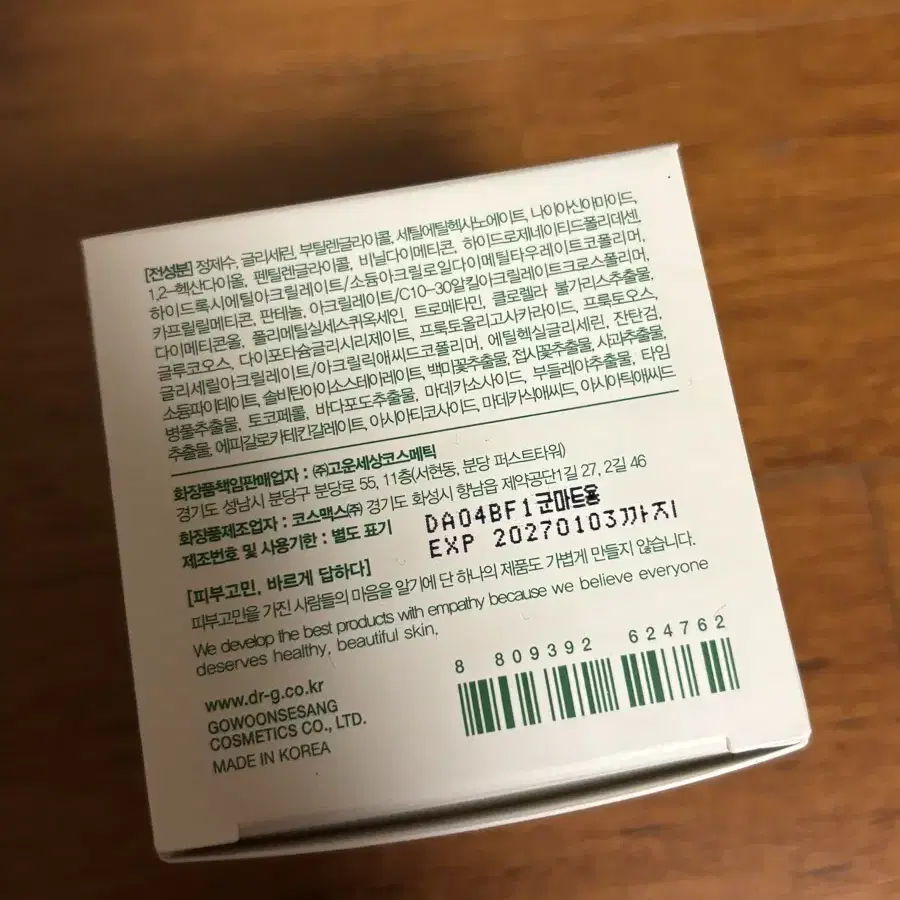 [전성분] 정제수, 글리세린, 부틸렌글라이콜, 세틸에틸헥사노에이트, 나이아신아마이드,
1,2-헥산다이올, 펜틸렌글라이콜, 비닐다이메티콘, 하이드로제네이티드폴리데센,
하이드록시에틸아크릴레이트/소듐아크릴로일다이메틸타우레이트코폴리머,
카프릴릴메티콘, 판테놀, 아크릴레이트/C10-30알킬아크릴레이트크로스폴리머,
다이메티콘올, 폴리메틸실세스퀴옥세인, 트로메타민, 클로렐라 불가리스추출물,
글루코오스, 다이포타슘글리시리제이트, 프룩토올리고사카라이드, 프룩토오스,
글리세릴아크릴레이트/아크릴릭애씨드코폴리머, 에틸헥실글리세린, 잔탄검,
소듐파이테이트, 솔비탄아이소스테아레이트, 백미꽃추출물, 접시꽃추출물, 사과추출물,
병풀추출물, 토코페롤, 바다포도추출물, 마데카소사이드, 부들레아추출물, 타임
추출물, 에피갈로카테킨갈레이트, 아시아티코사이드, 마데카식애씨드, 아시아틱애씨드
화장품책임판매업자 : ㈜고운세상코스메틱
경기도 성남시 분당구 분당로 55, 11층(서현동, 분당 퍼스트타워)
화장품제조업자 : 코스맥스㈜ 경기도 화성시 향남읍 제약공단1길 27, 2길 46
제조번호 및 사용기한 : 별도 표기
DA04BF1군마트용
EXP 20270103까지
[피부고민, 바르게 답하다]
피부고민을 가진 사람들의 마음을 알기에 단 하나의 제품도 가볍게 만들지 않습니다.
We develop the best products with empathy because we believe everyone
deserves healthy, beautiful skin.
www.dr-g.co.kr
GOWOONSESANG
COSMETICS CO., LTD.
MADE IN KOREA
8 809392 624762